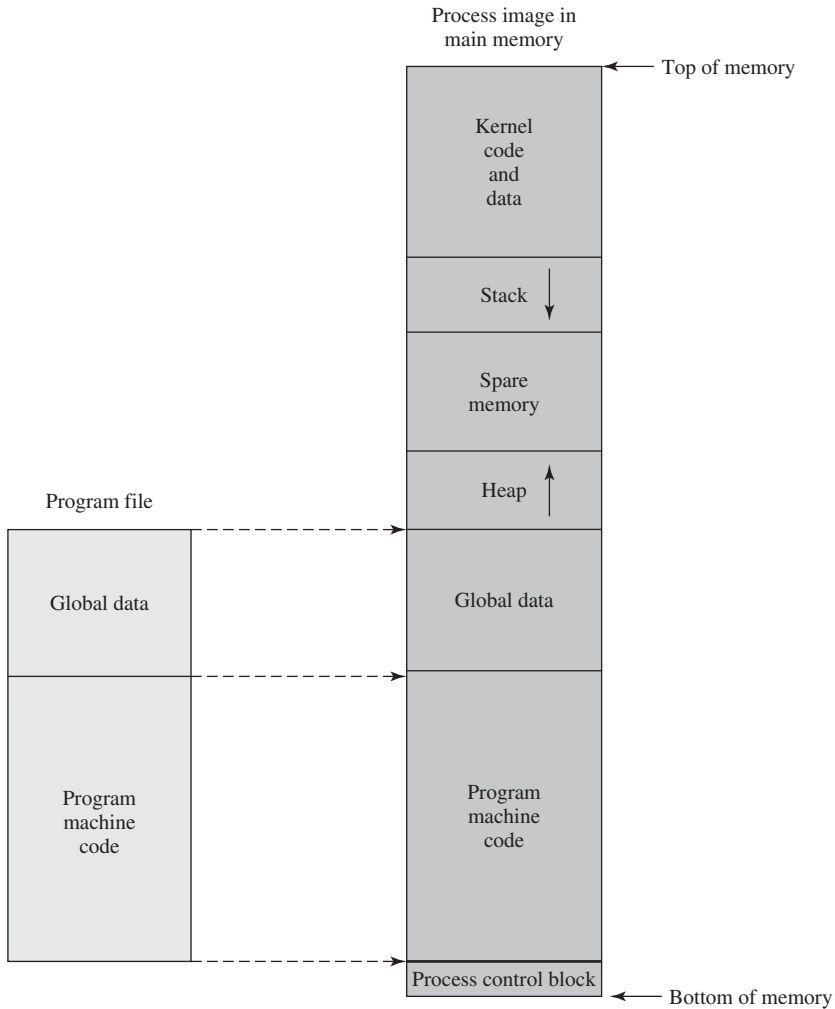 Process image in
main memory
Top of memory
Kernel
code
and
data
Stack
Spare
memory
Heap
Program file
Global data
Global data
Program
machine
code
Program
machine
code
Process control block
Bottom of memory